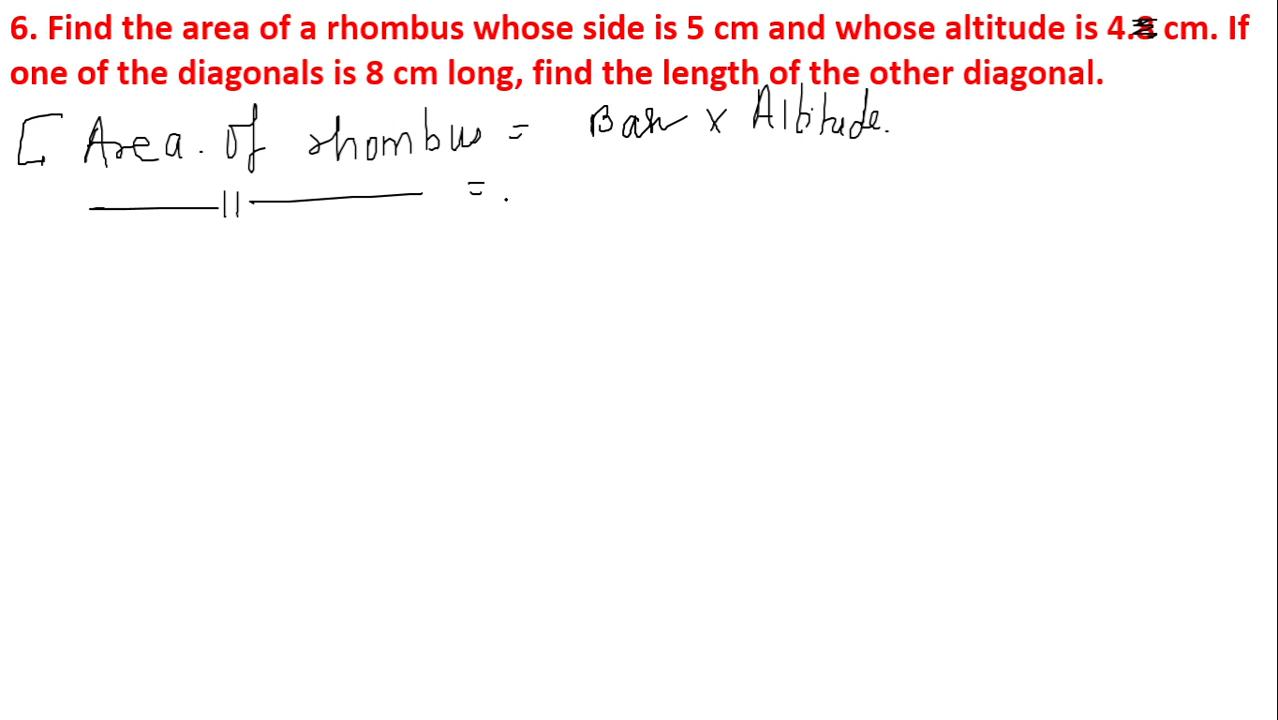 6. Find the area of a rhombus whose side is 5 cm and whose altitude is 4. cm. If
one of the diagonals is 8 cm long, find the length of the other diagonal.
[ Area. of rhombus = Base × Altitude.
—— 11 —— = .